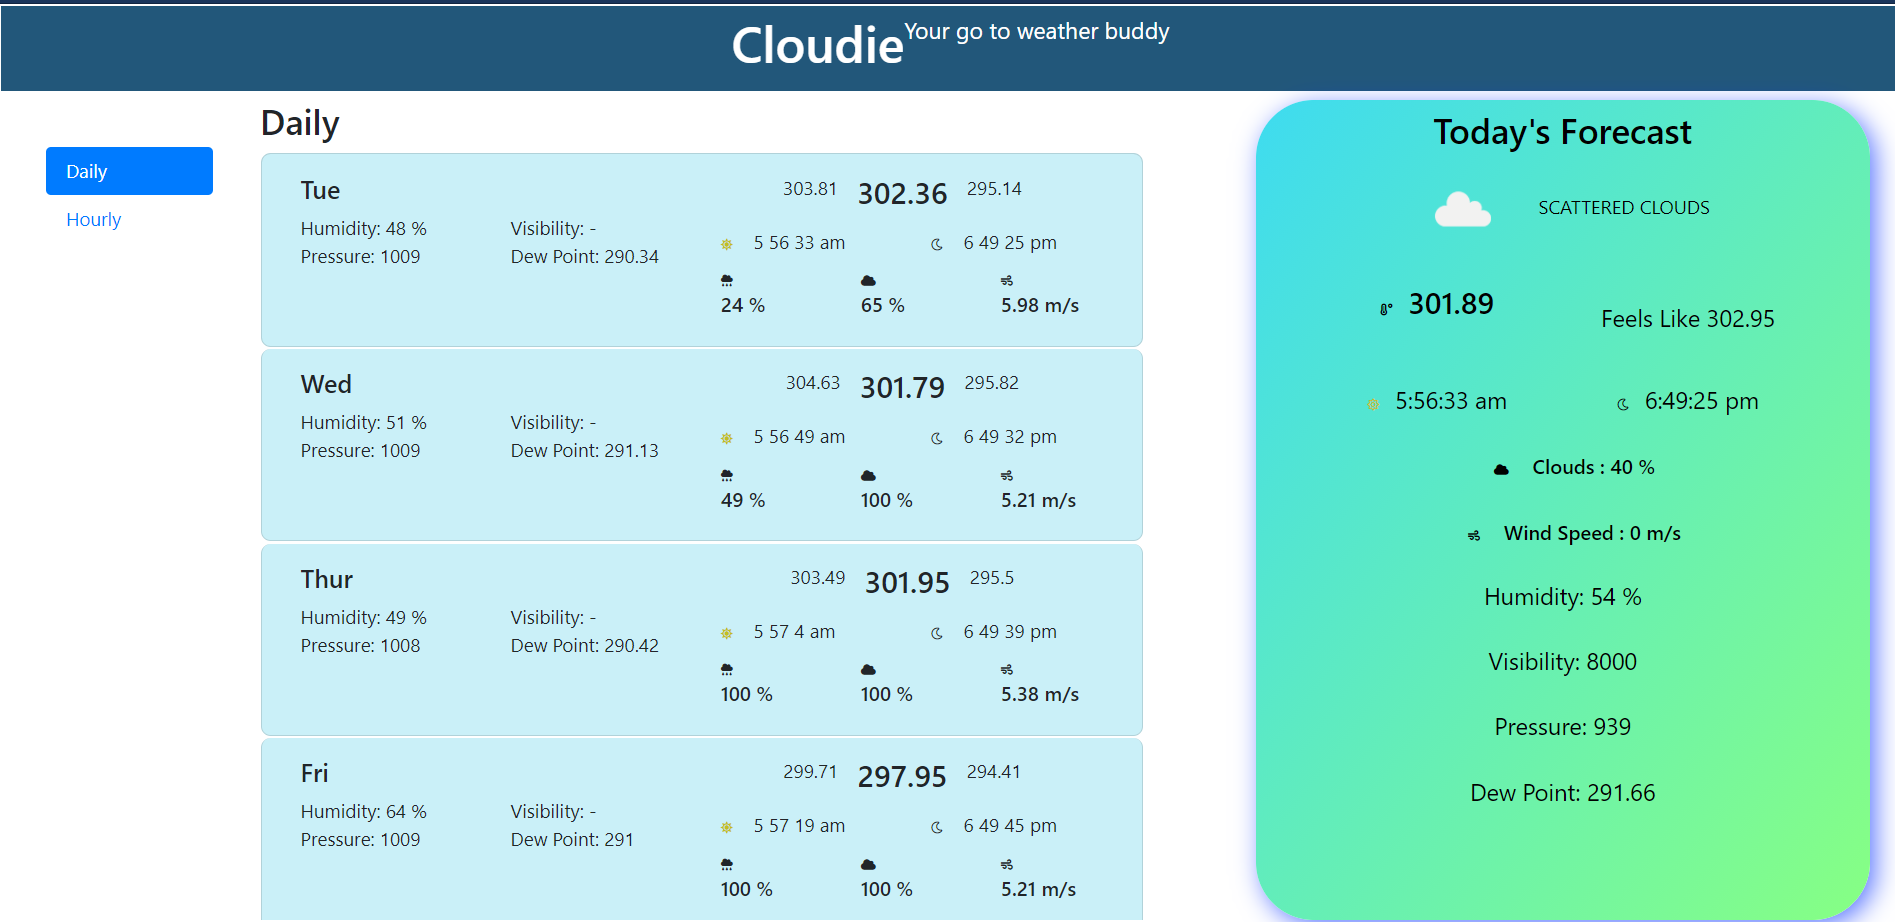 Cloudie Your go to weather buddy
Daily
Hourly
Daily
Tue
303.81 302.36 295.14
Humidity: 48 % Visibility: -
Pressure: 1009 Dew Point: 290.34
5 56 33 am 6 49 25 pm
24 % 65 % 5.98 m/s
Wed
304.63 301.79 295.82
Humidity: 51 % Visibility: -
Pressure: 1009 Dew Point: 291.13
5 56 49 am 6 49 32 pm
49 % 100 % 5.21 m/s
Thur
303.49 301.95 295.5
Humidity: 49 % Visibility: -
Pressure: 1008 Dew Point: 290.42
5 57 4 am 6 49 39 pm
100 % 100 % 5.38 m/s
Fri
299.71 297.95 294.41
Humidity: 64 % Visibility: -
Pressure: 1009 Dew Point: 291
5 57 19 am 6 49 45 pm
100 % 100 % 5.21 m/s
Today's Forecast
SCATTERED CLOUDS
301.89 Feels Like 302.95
5:56:33 am 6:49:25 pm
Clouds : 40 %
Wind Speed : 0 m/s
Humidity: 54 %
Visibility: 8000
Pressure: 939
Dew Point: 291.66